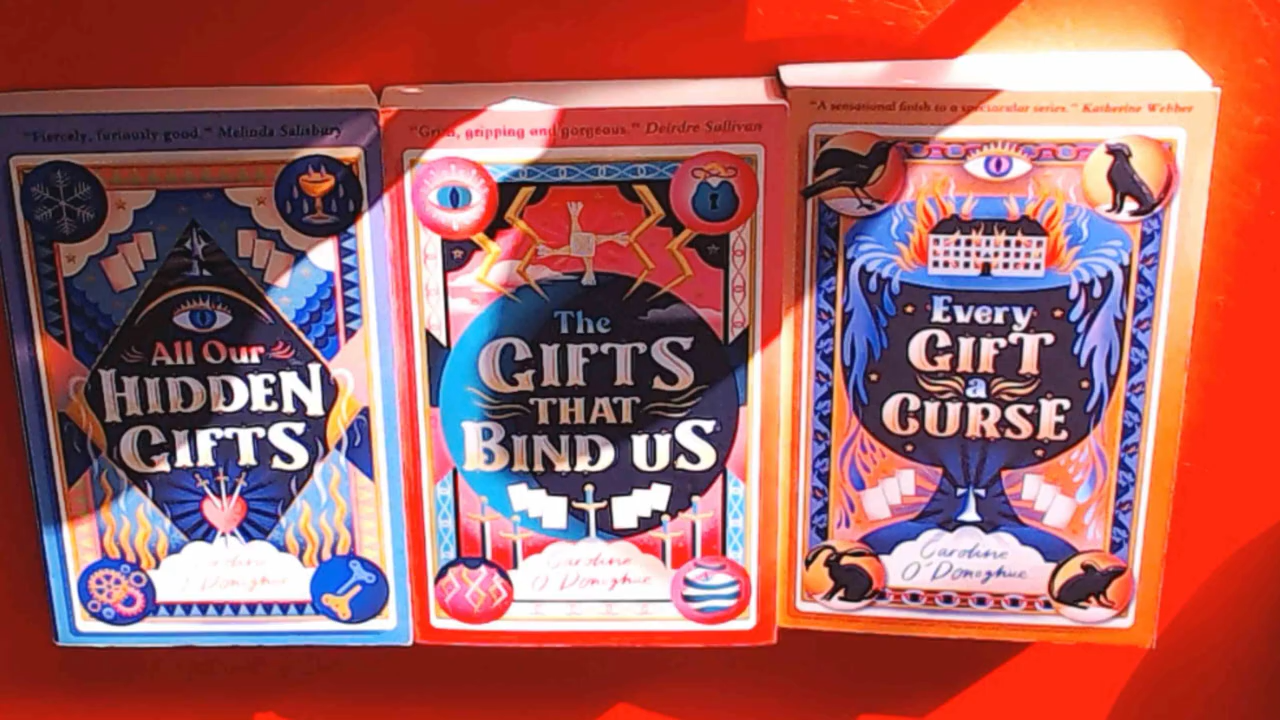 "Fiercely, furiously good." Melinda Salisbury
All Our
HIDDEN
GIFTS
Caroline
O'Donoghue
"Grim, gripping and gorgeous." Deirdre Sullivan
The
GIFTS
THAT
BIND US
Caroline
O'Donoghue
"A sensational finish to a spectacular series." Katherine Webber
Every
GIFT
a
CURSE
Caroline
O'Donoghue